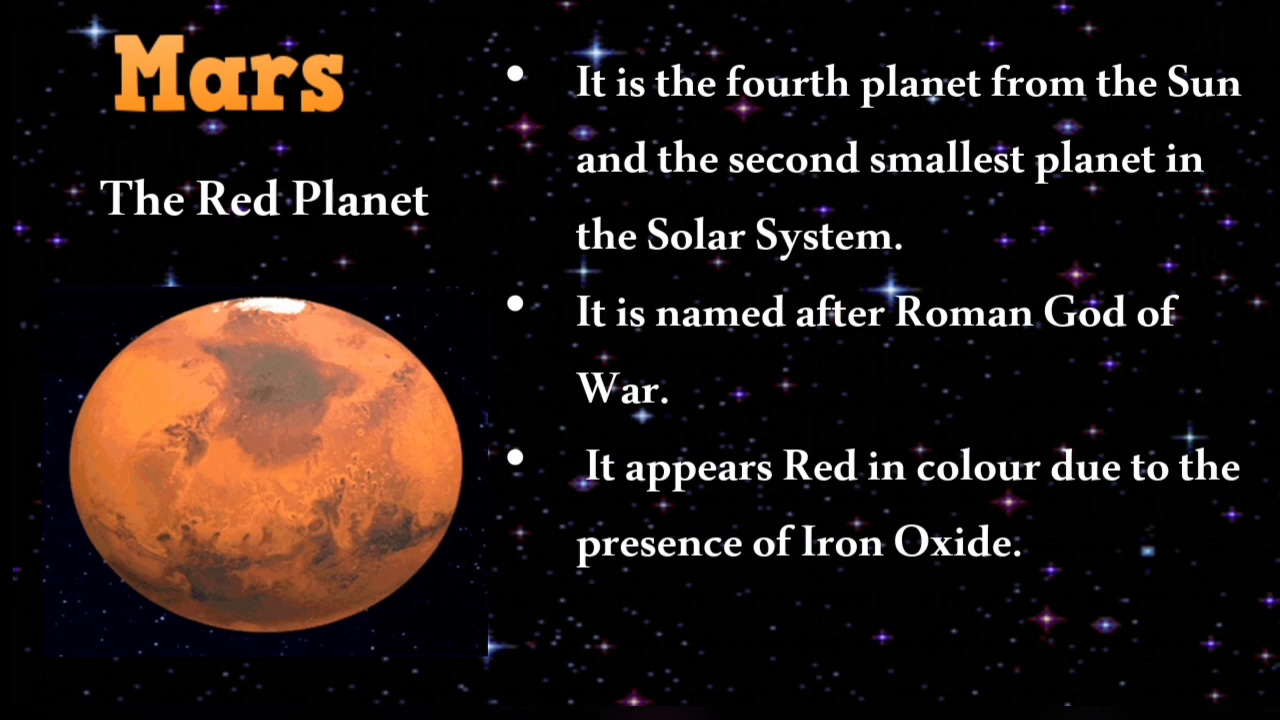 Mars
The Red Planet
• It is the fourth planet from the Sun
and the second smallest planet in
the Solar System.
• It is named after Roman God of
War.
• It appears Red in colour due to the
presence of Iron Oxide.